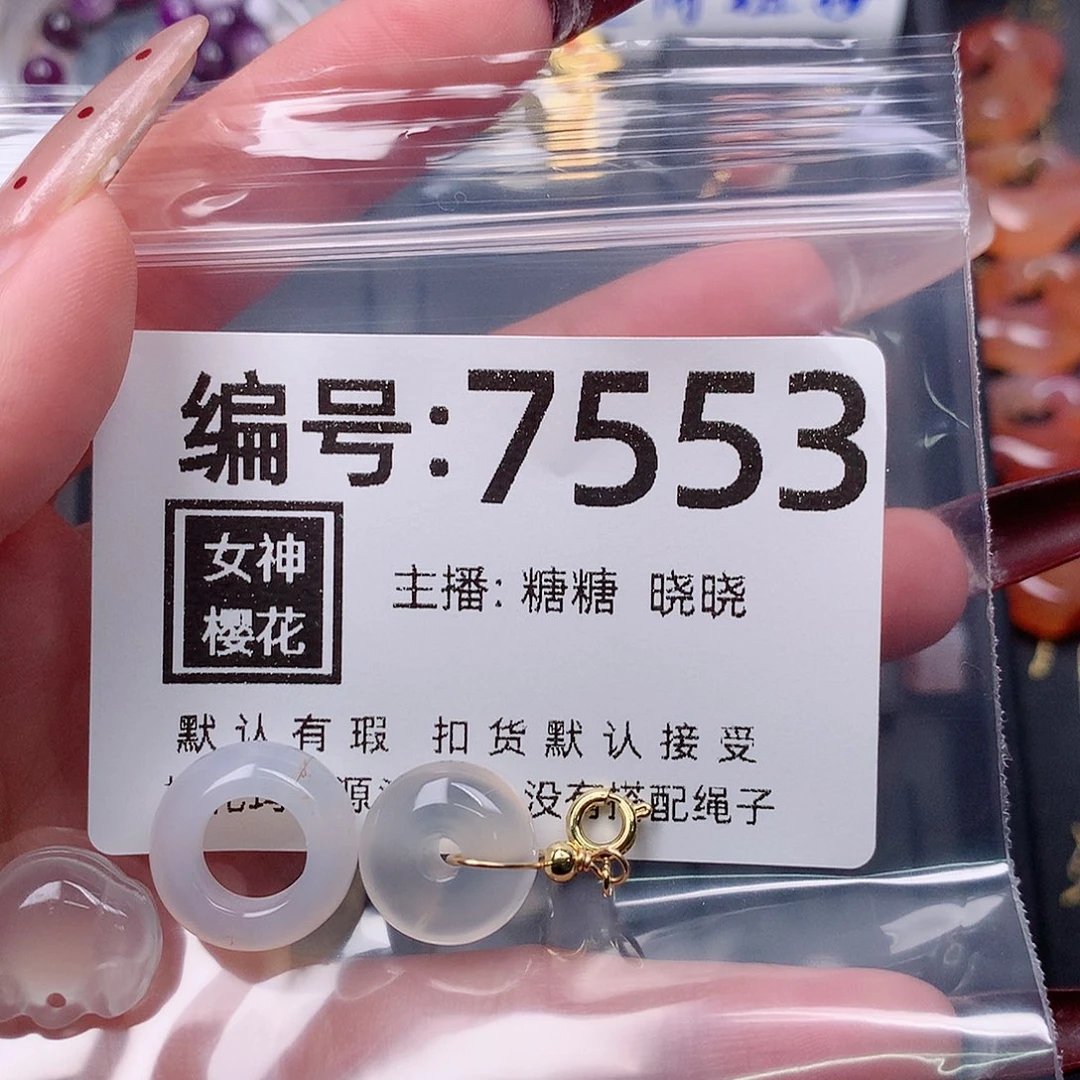 编号:7553
女神
樱花
主播: 糖糖 晓晓
默认有瑕 扣货默认接受
源 没有搭配绳子